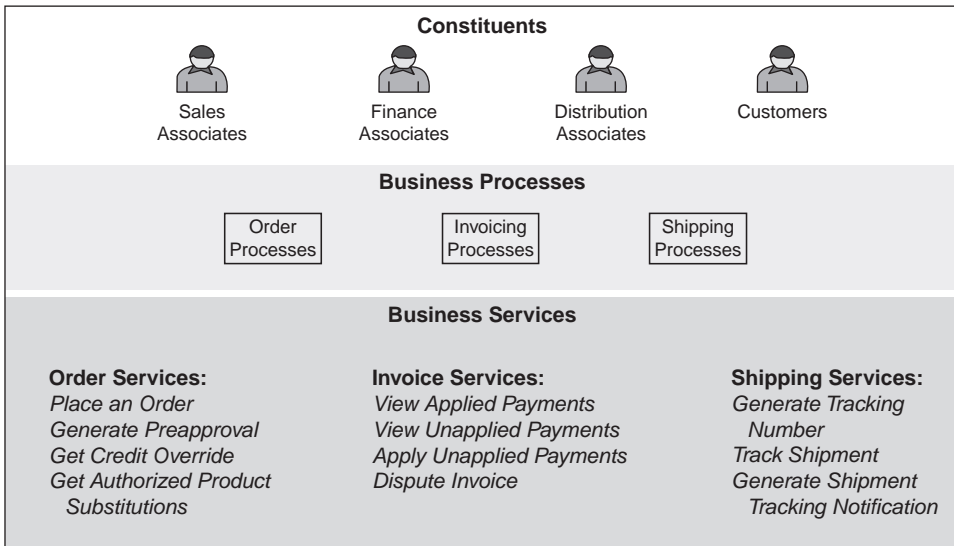 Constituents
Sales
Associates
Finance
Associates
Distribution
Associates
Customers
Business Processes
Order
Processes
Invoicing
Processes
Shipping
Processes
Business Services
Order Services:
Place an Order
Generate Preapproval
Get Credit Override
Get Authorized Product
Substitutions
Invoice Services:
View Applied Payments
View Unapplied Payments
Apply Unapplied Payments
Dispute Invoice
Shipping Services:
Generate Tracking
Number
Track Shipment
Generate Shipment
Tracking Notification